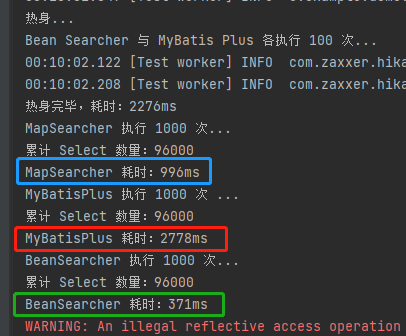 热身...
Bean Searcher 与 MyBatis Plus 各执行 100 次...
00:10:02.122 [Test worker] INFO  com.zaxxer.hika
00:10:02.208 [Test worker] INFO  com.zaxxer.hika
热身完毕，耗时：2276ms
MapSearcher 执行 1000 次...
累计 Select 数量：96000
MapSearcher 耗时：996ms
MyBatisPlus 执行 1000 次 ...
累计 Select 数量：96000
MyBatisPlus 耗时：2778ms
BeanSearcher 执行 1000 次...
累计 Select 数量：96000
BeanSearcher 耗时：371ms
WARNING: An illegal reflective access operation